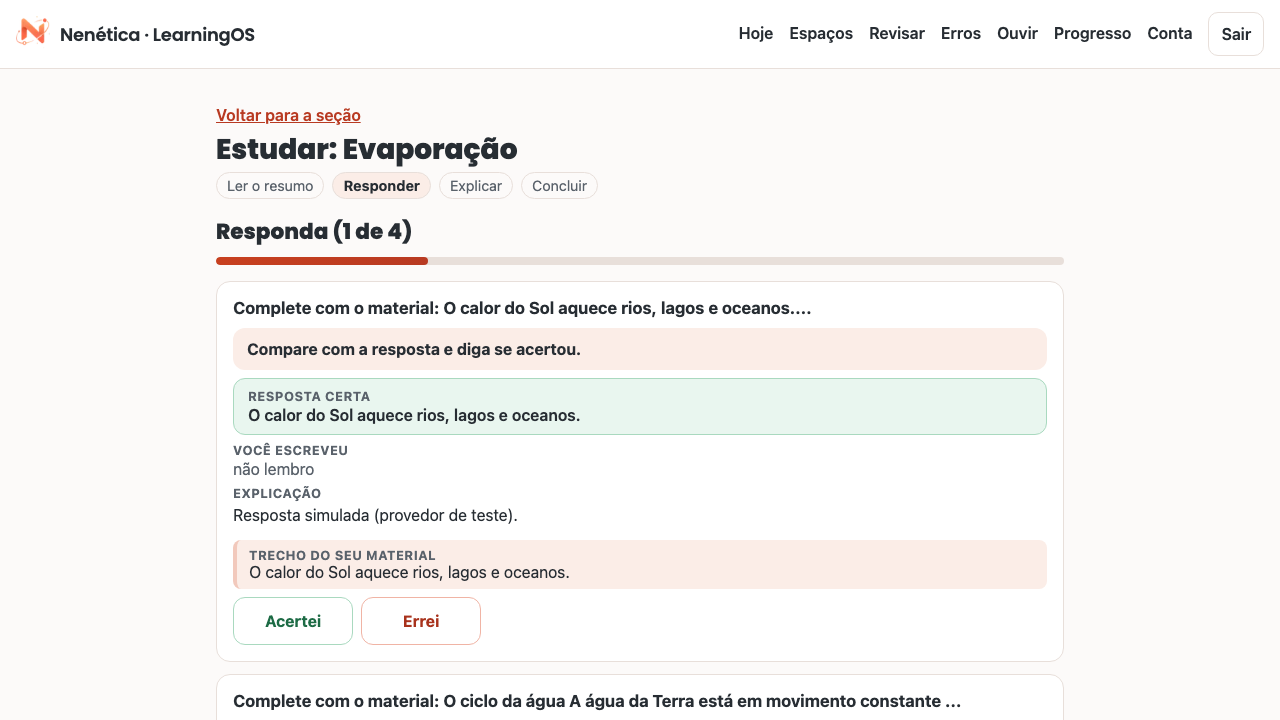 Nenética · LearningOS
Hoje Espaços Revisar Erros Ouvir Progresso Conta Sair
Voltar para a seção
Estudar: Evaporação
Ler o resumo Responder Explicar Concluir
Responda (1 de 4)
Complete com o material: O calor do Sol aquece rios, lagos e oceanos....
Compare com a resposta e diga se acertou.
RESPOSTA CERTA
O calor do Sol aquece rios, lagos e oceanos.
VOCÊ ESCREVEU
não lembro
EXPLICAÇÃO
Resposta simulada (provedor de teste).
TRECHO DO SEU MATERIAL
O calor do Sol aquece rios, lagos e oceanos.
Acertei Errei
Complete com o material: O ciclo da água A água da Terra está em movimento constante ...